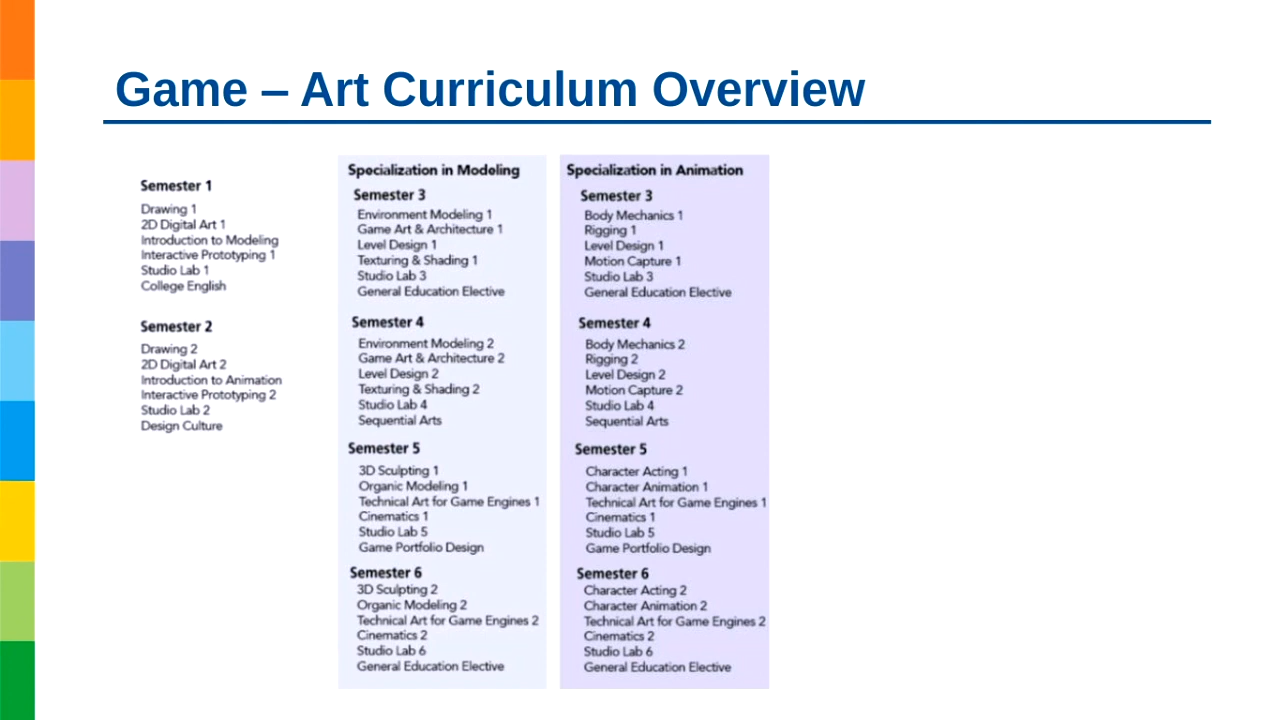 Game – Art Curriculum Overview
Semester 1
Drawing 1
2D Digital Art 1
Introduction to Modeling
Interactive Prototyping 1
Studio Lab 1
College English
Semester 2
Drawing 2
2D Digital Art 2
Introduction to Animation
Interactive Prototyping 2
Studio Lab 2
Design Culture
Specialization in Modeling
Semester 3
Environment Modeling 1
Game Art & Architecture 1
Level Design 1
Texturing & Shading 1
Studio Lab 3
General Education Elective
Semester 4
Environment Modeling 2
Game Art & Architecture 2
Level Design 2
Texturing & Shading 2
Studio Lab 4
Sequential Arts
Semester 5
3D Sculpting 1
Organic Modeling 1
Technical Art for Game Engines 1
Cinematics 1
Studio Lab 5
Game Portfolio Design
Semester 6
3D Sculpting 2
Organic Modeling 2
Technical Art for Game Engines 2
Cinematics 2
Studio Lab 6
General Education Elective
Specialization in Animation
Semester 3
Body Mechanics 1
Rigging 1
Level Design 1
Motion Capture 1
Studio Lab 3
General Education Elective
Semester 4
Body Mechanics 2
Rigging 2
Level Design 2
Motion Capture 2
Studio Lab 4
Sequential Arts
Semester 5
Character Acting 1
Character Animation 1
Technical Art for Game Engines 1
Cinematics 1
Studio Lab 5
Game Portfolio Design
Semester 6
Character Acting 2
Character Animation 2
Technical Art for Game Engines 2
Cinematics 2
Studio Lab 6
General Education Elective